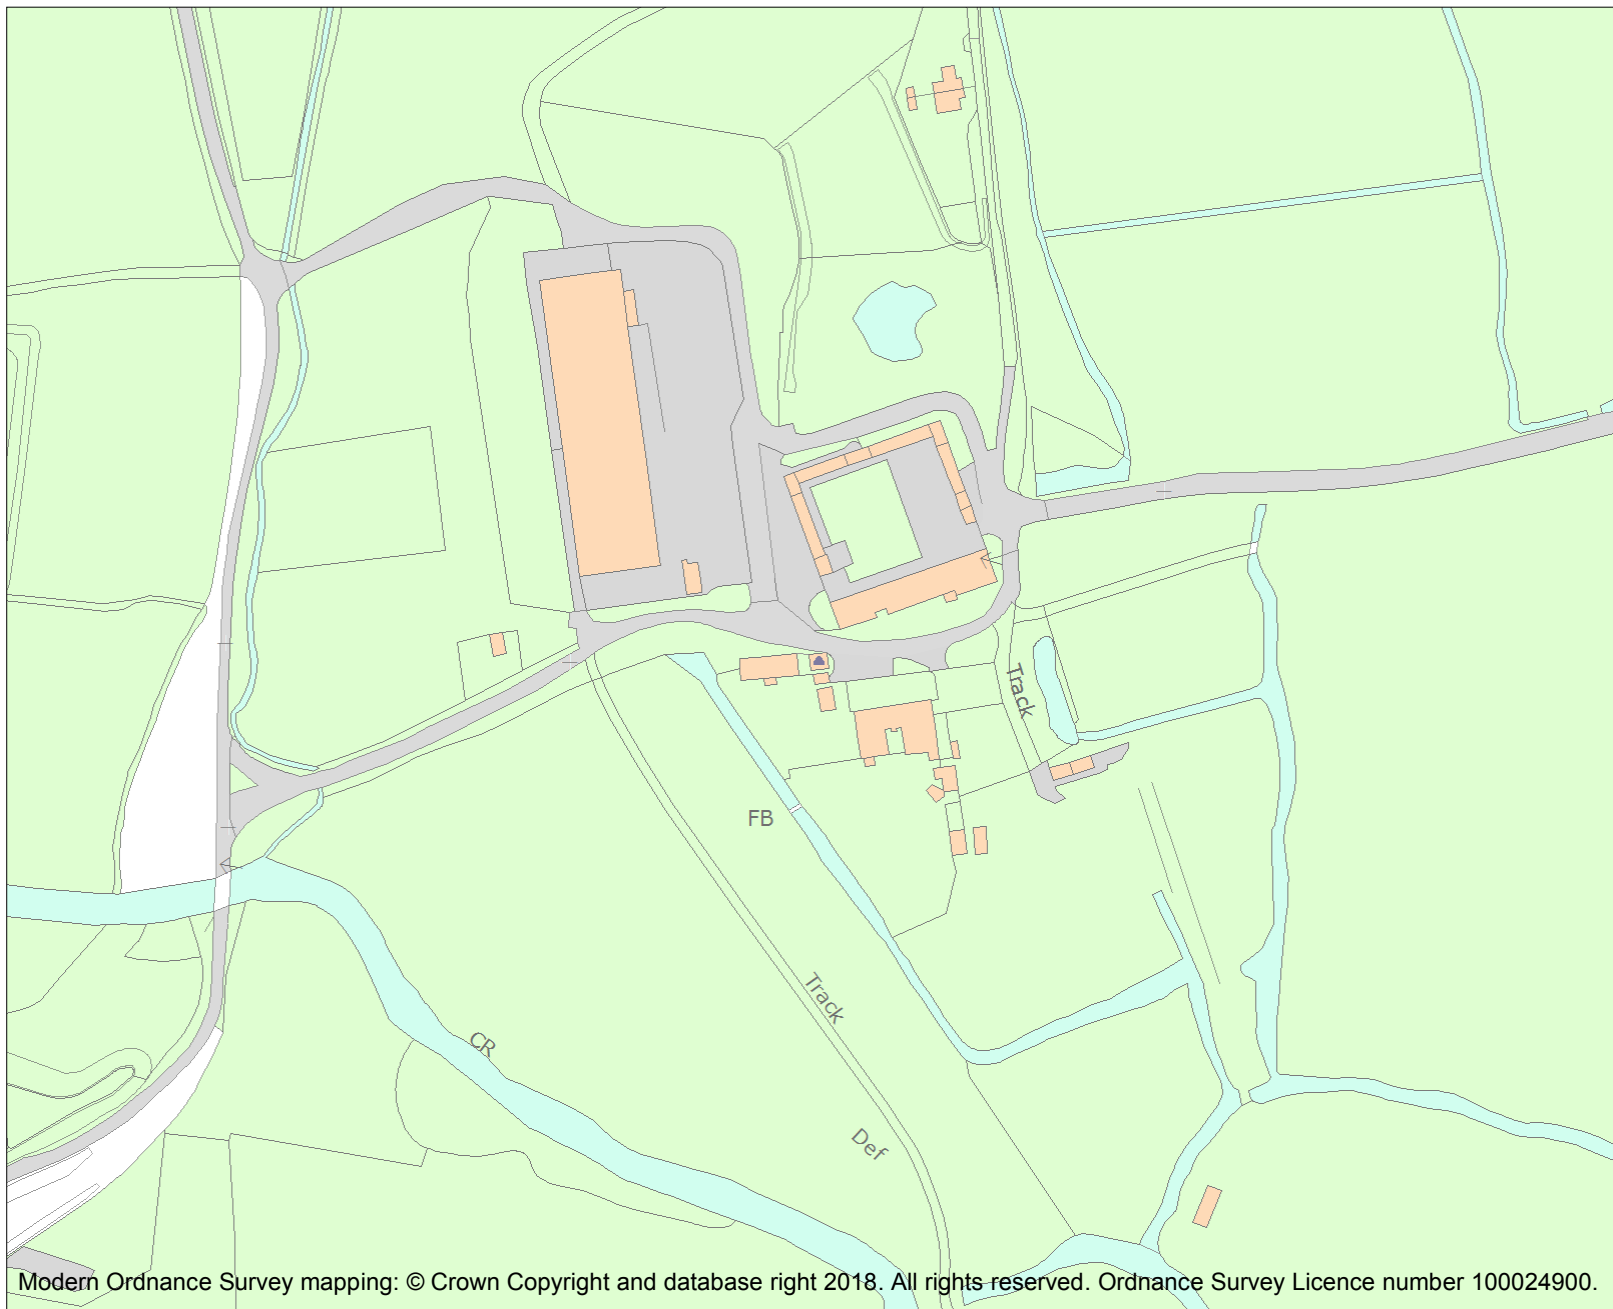 Track
FB
Track
CR
Def
Modern Ordnance Survey mapping: © Crown Copyright and database right 2018. All rights reserved. Ordnance Survey Licence number 100024900.